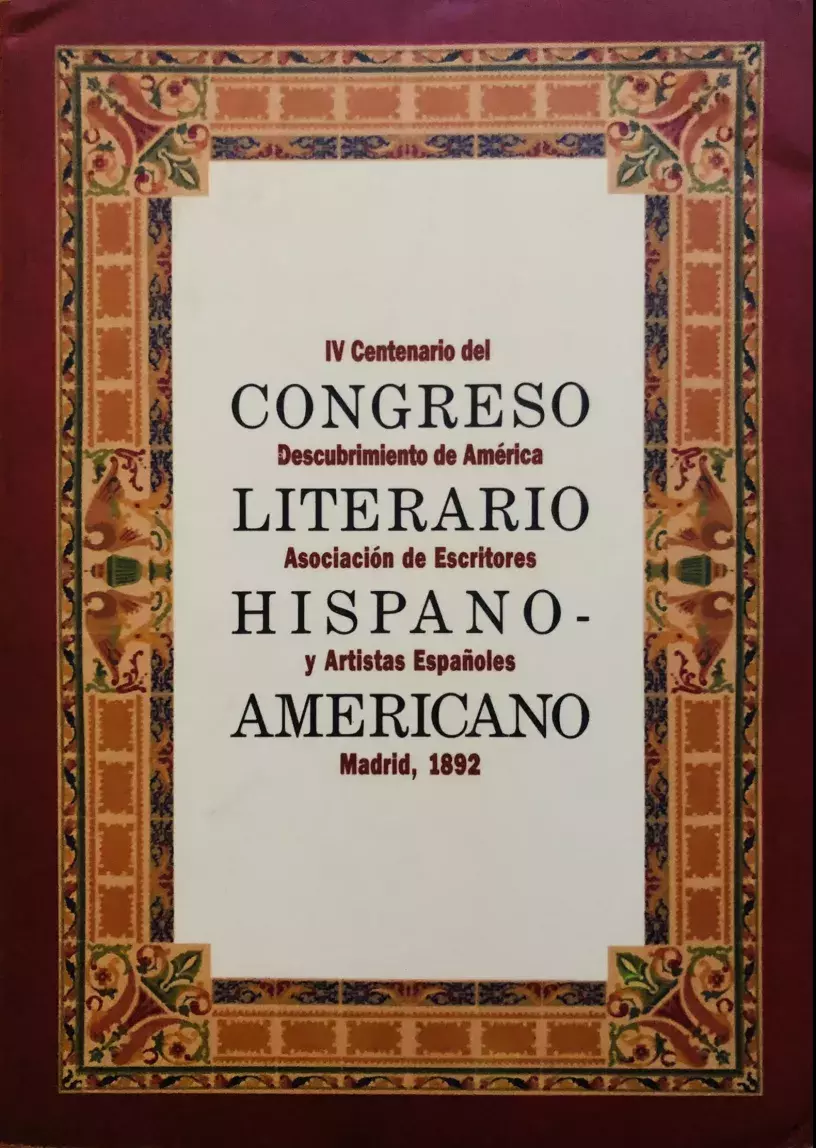 IV Centenario del
CONGRESO
Descubrimiento de América
LITERARIO
Asociación de Escritores
HISPANO-
y Artistas Españoles
AMERICANO
Madrid, 1892